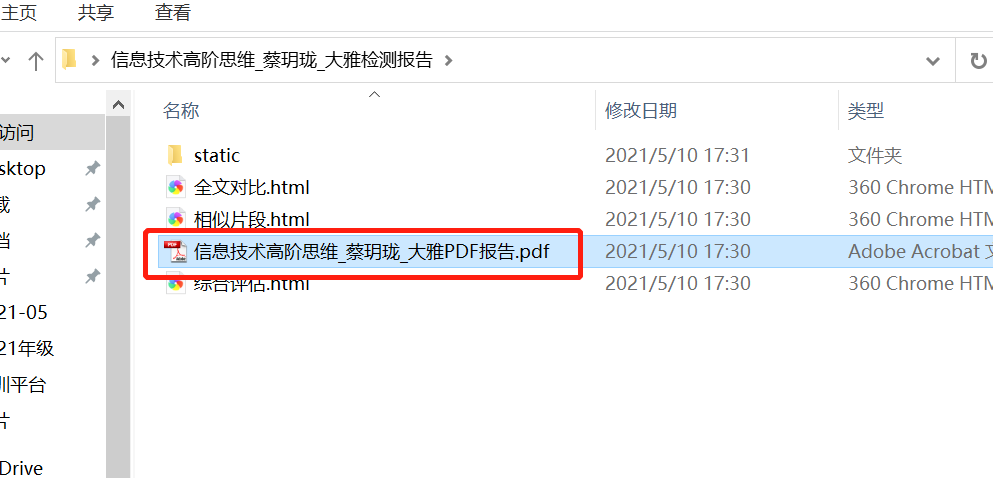 主页 共享 查看
信息技术高阶思维_蔡玥珑_大雅检测报告
名称 修改日期 类型
访问
static 2021/5/10 17:31 文件夹
sktop
全文对比.html 2021/5/10 17:30 360 Chrome HTM
载
相似片段.html 2021/5/10 17:30 360 Chrome HTM
档
信息技术高阶思维_蔡玥珑_大雅PDF报告.pdf 2021/5/10 17:30 Adobe Acrobat 文
片
综合评估.html 2021/5/10 17:30 360 Chrome HTM
21-05
21年级
训平台
片
Drive